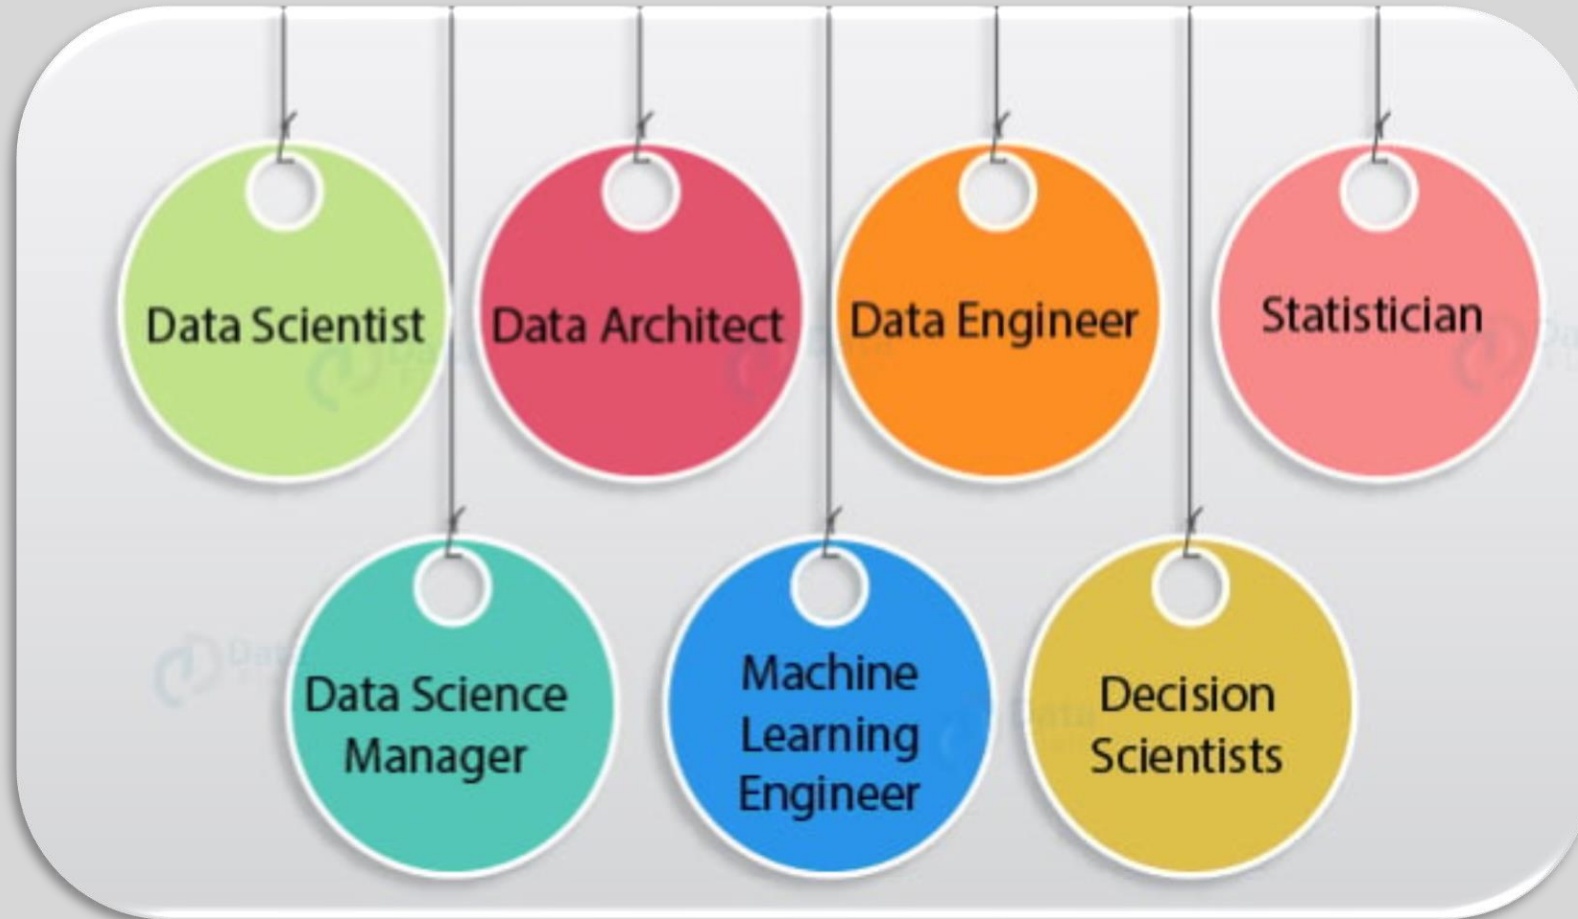 Data Scientist
Data Architect
Data Engineer
Statistician
Data Science
Manager
Machine
Learning
Engineer
Decision
Scientists